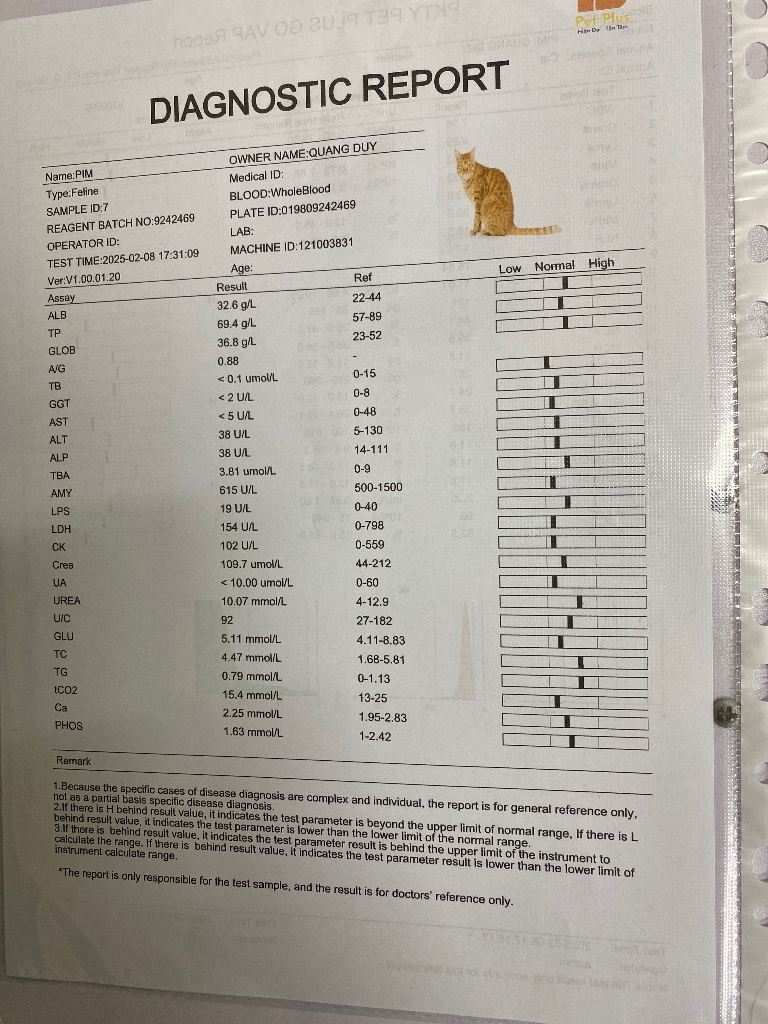 Pet Plus
Hiện Đại - Tận Tâm
DIAGNOSTIC REPORT
Name:PIM OWNER NAME:QUANG DUY
Type:Feline Medical ID:
SAMPLE ID:7 BLOOD:WholeBlood
REAGENT BATCH NO:9242469 PLATE ID:019809242469
OPERATOR ID: LAB:
TEST TIME:2025-02-08 17:31:09 MACHINE ID:121003831
Ver:V1.00.01.20 Age:
Assay Result Ref Low Normal High
ALB 32.6 g/L 22-44
TP 69.4 g/L 57-89
GLOB 36.8 g/L 23-52
A/G 0.88 -
TB < 0.1 umol/L 0-15
GGT < 2 U/L 0-8
AST < 5 U/L 0-48
ALT 38 U/L 5-130
ALP 38 U/L 14-111
TBA 3.81 umol/L 0-9
AMY 615 U/L 500-1500
LPS 19 U/L 0-40
LDH 154 U/L 0-798
CK 102 U/L 0-559
Crea 109.7 umol/L 44-212
UA < 10.00 umol/L 0-60
UREA 10.07 mmol/L 4-12.9
U/C 92 27-182
GLU 5.11 mmol/L 4.11-8.83
TC 4.47 mmol/L 1.68-5.81
TG 0.79 mmol/L 0-1.13
tCO2 15.4 mmol/L 13-25
Ca 2.25 mmol/L 1.95-2.83
PHOS 1.63 mmol/L 1-2.42
Remark
1.Because the specific cases of disease diagnosis are complex and individual, the report is for general reference only,
not as a partial basis specific disease diagnosis.
2.If there is H behind result value, it indicates the test parameter is beyond the upper limit of normal range, If there is L
behind result value, it indicates the test parameter is lower than the lower limit of the normal range.
3.If there is behind result value, it indicates the test parameter result is behind the upper limit of the instrument to
calculate the range. If there is behind result value, it indicates the test parameter result is lower than the lower limit of
instrument calculate range.
*The report is only responsible for the test sample, and the result is for doctors' reference only.